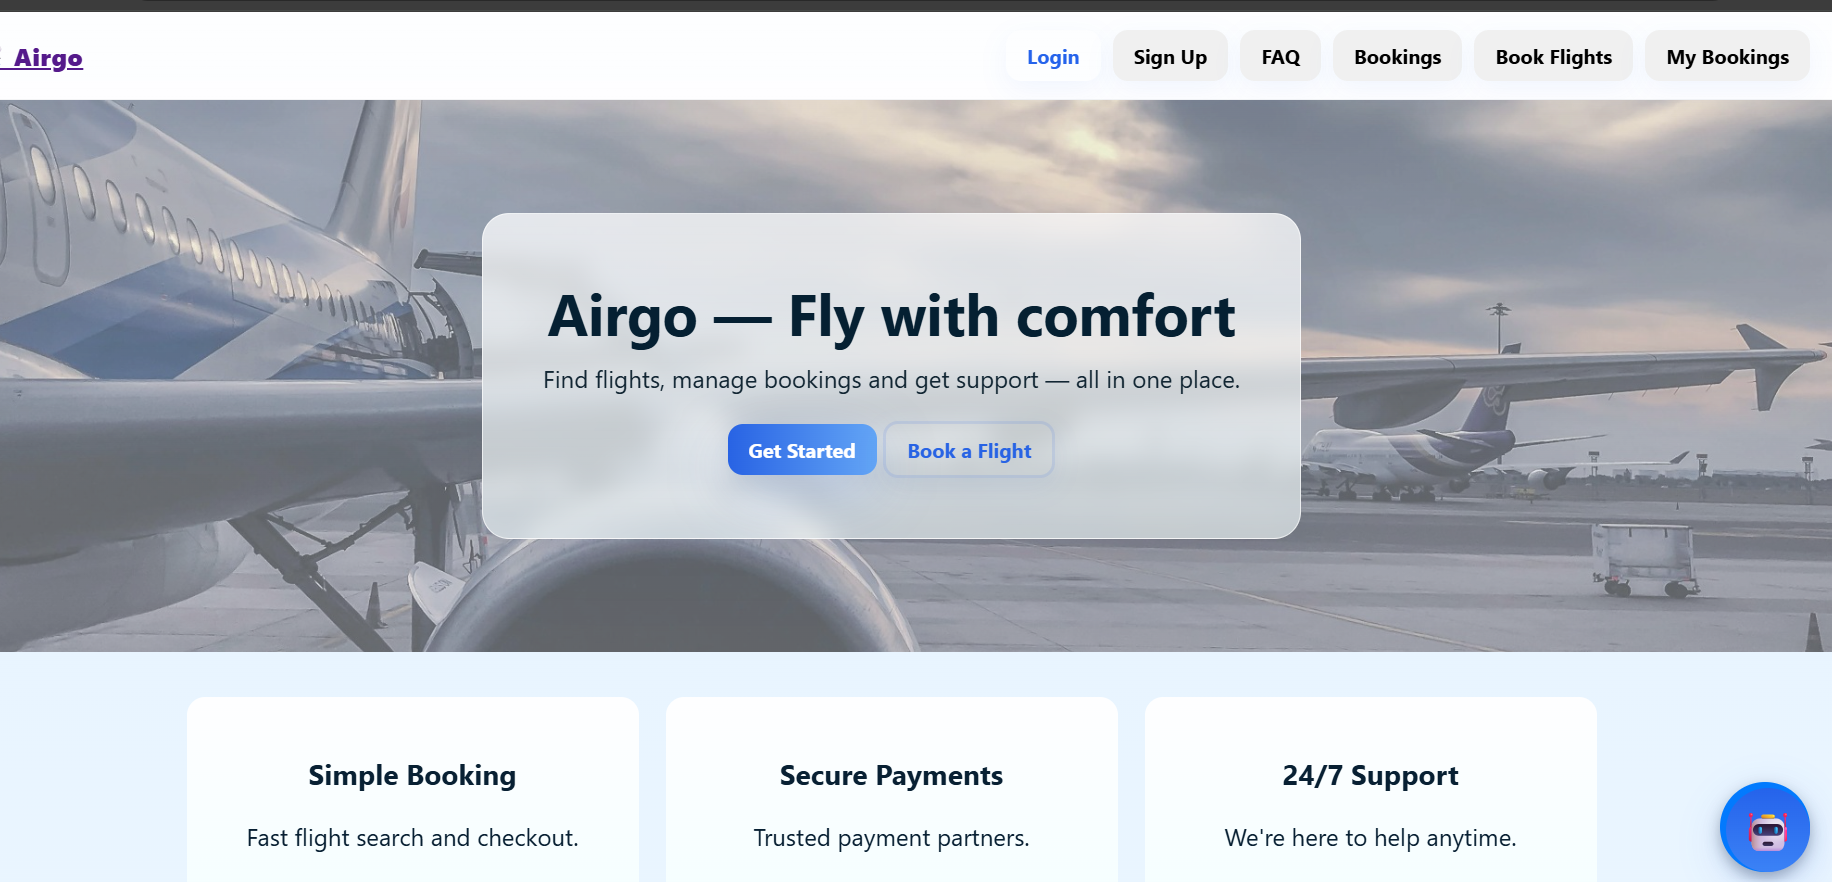 Airgo
Login
Sign Up
FAQ
Bookings
Book Flights
My Bookings
Airgo — Fly with comfort
Find flights, manage bookings and get support — all in one place.
Get Started
Book a Flight
Simple Booking
Fast flight search and checkout.
Secure Payments
Trusted payment partners.
24/7 Support
We're here to help anytime.